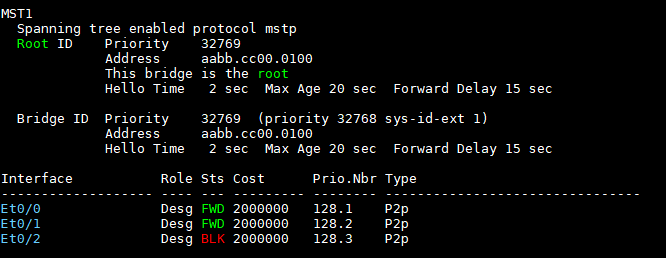 MST1
  Spanning tree enabled protocol mstp
  Root ID    Priority    32769
             Address     aabb.cc00.0100
             This bridge is the root
             Hello Time   2 sec  Max Age 20 sec  Forward Delay 15 sec

  Bridge ID  Priority    32769  (priority 32768 sys-id-ext 1)
             Address     aabb.cc00.0100
             Hello Time   2 sec  Max Age 20 sec  Forward Delay 15 sec

Interface           Role Sts Cost      Prio.Nbr Type
------------------- ---- --- --------- -------- --------------------------------
Et0/0               Desg FWD 2000000   128.1    P2p
Et0/1               Desg FWD 2000000   128.2    P2p
Et0/2               Desg BLK 2000000   128.3    P2p